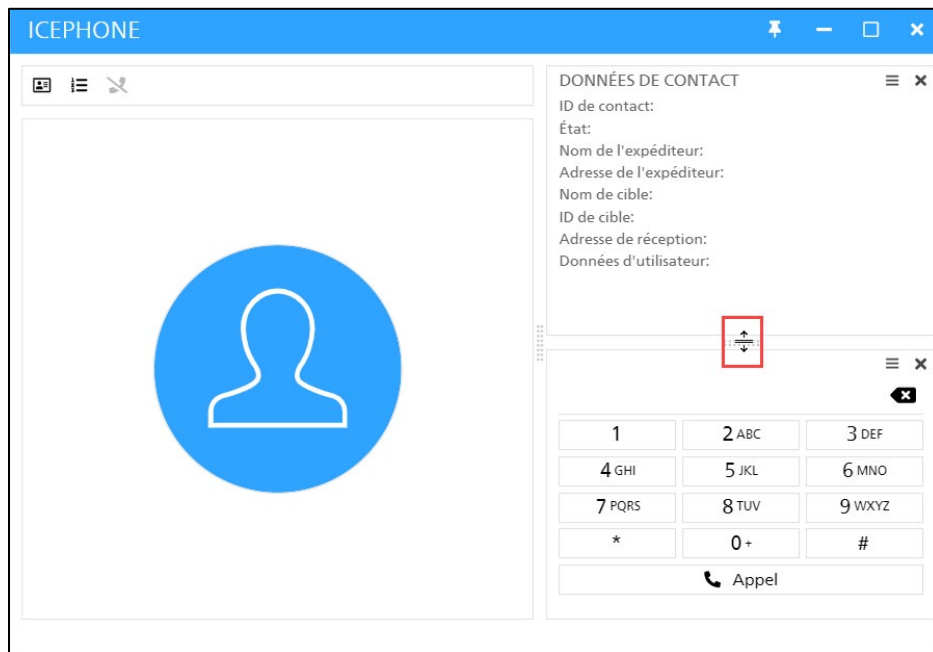 ICEPHONE
DONNÉES DE CONTACT
ID de contact:
État:
Nom de l'expéditeur:
Adresse de l'expéditeur:
Nom de cible:
ID de cible:
Adresse de réception:
Données d'utilisateur:
1 2 ABC 3 DEF
4 GHI 5 JKL 6 MNO
7 PQRS 8 TUV 9 WXYZ
* 0 + #
Appel